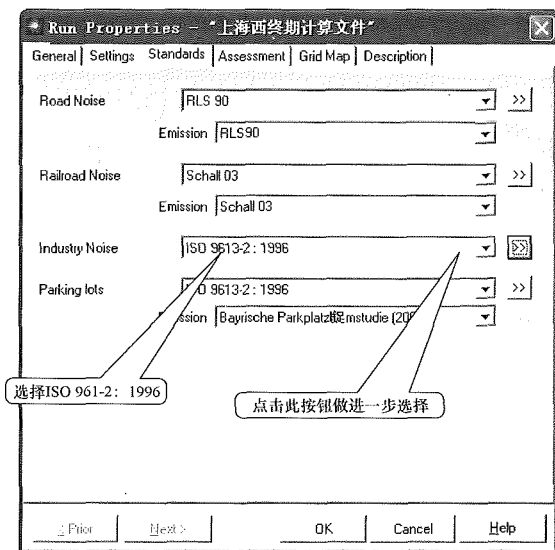 Run Properties - "上海西终期计算文件"
General Settings Standards Assessment Grid Map Description
Road Noise RLS 90 >>
Emission RLS90
Railroad Noise Schall 03 >>
Emission Schall 03
Industry Noise ISO 9613-2: 1996 >>
Parking lots 9613-2: 1996 >>
Bayrische Parkplatz mstudie
选择ISO 961-2: 1996
点击此按钮做进一步选择
< Prior Next > OK Cancel Help